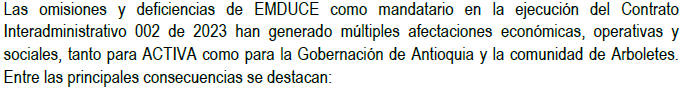 Las omisiones y deficiencias de EMDUCE como mandatario en la ejecución del Contrato
Interadministrativo 002 de 2023 han generado múltiples afectaciones económicas, operativas y
sociales, tanto para ACTIVA como para la Gobernación de Antioquia y la comunidad de Arboletes.
Entre las principales consecuencias se destacan: